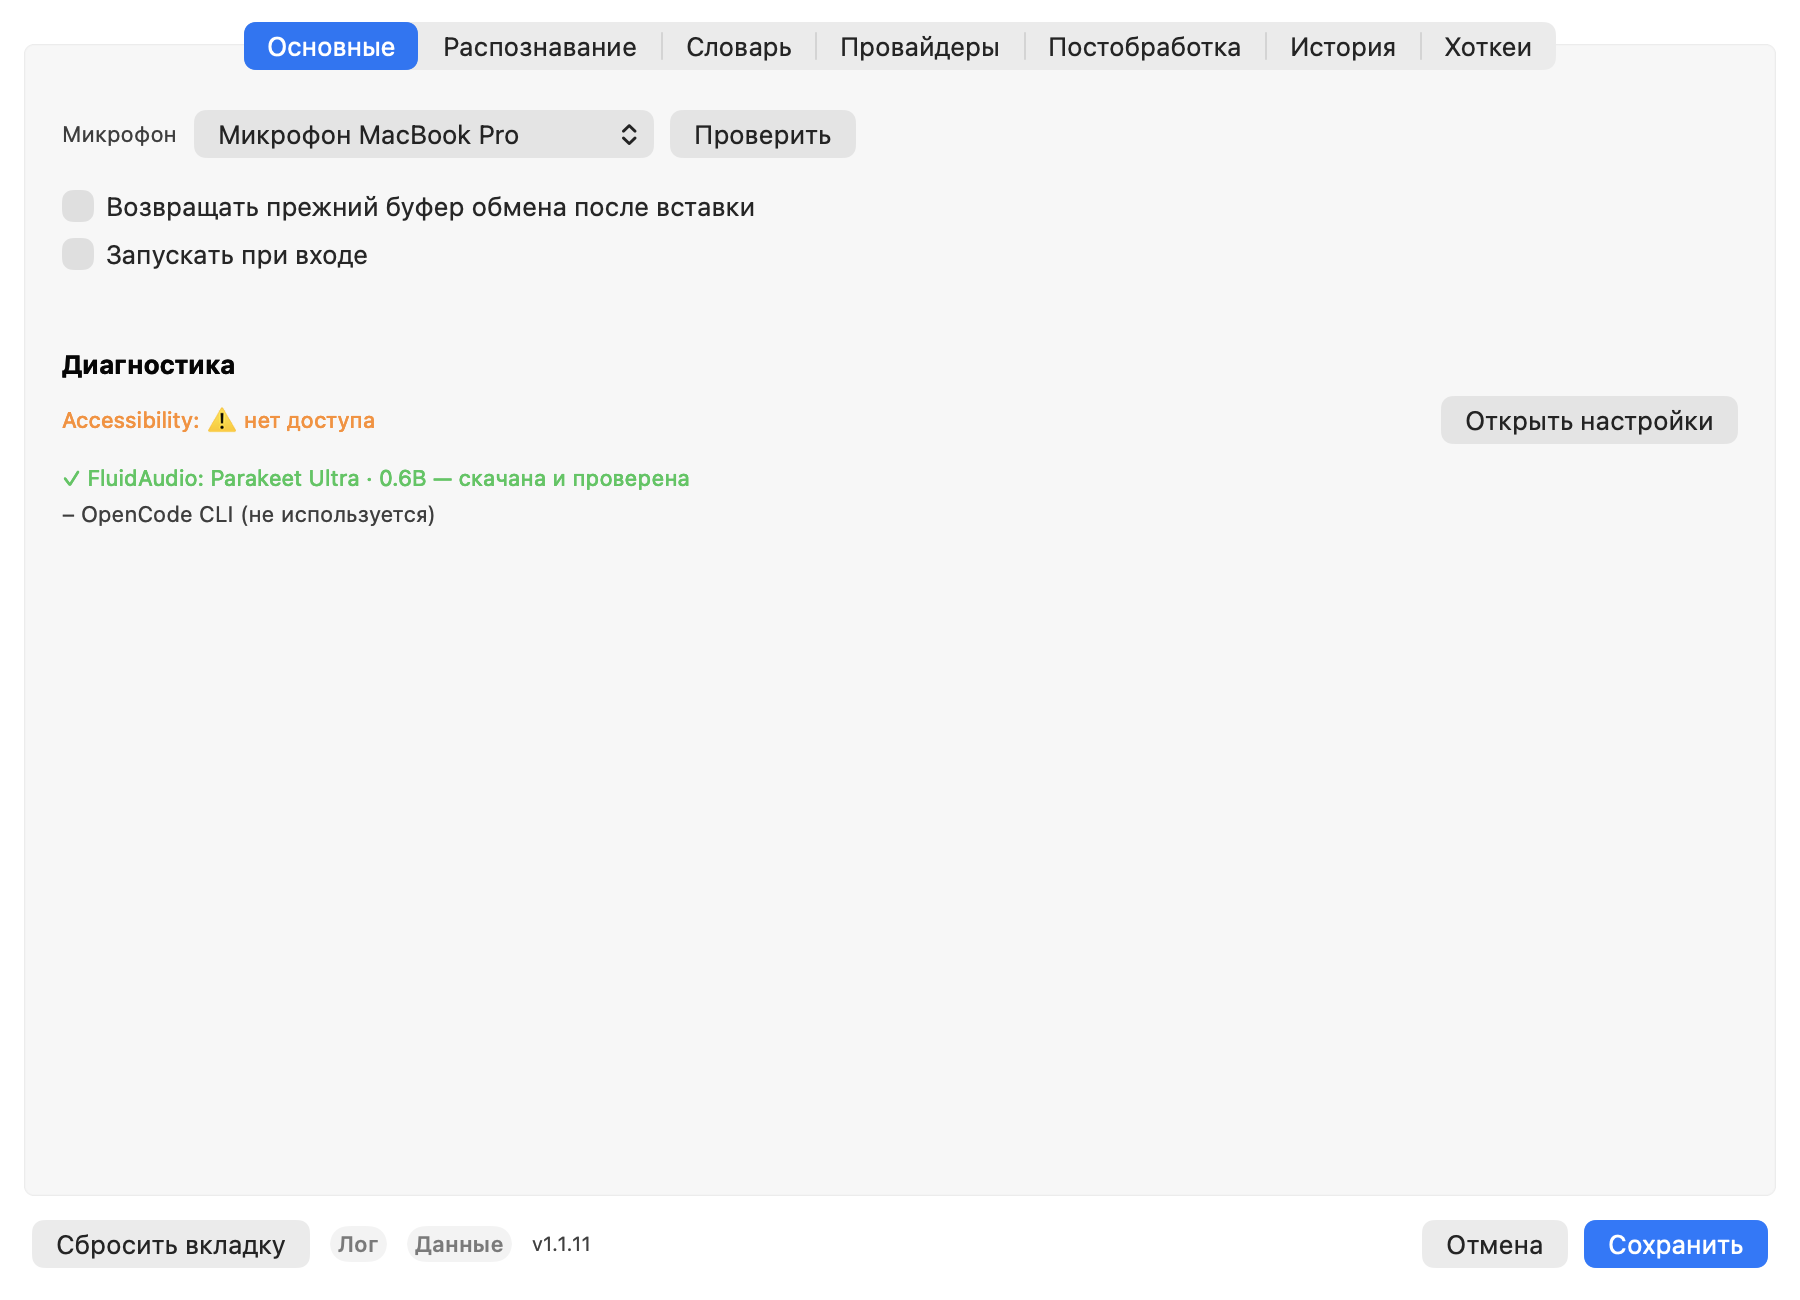 Основные Распознавание Словарь Провайдеры Постобработка История Хоткеи
Микрофон Микрофон MacBook Pro Проверить
Возвращать прежний буфер обмена после вставки
Запускать при входе
Диагностика
Accessibility: ⚠️ нет доступа Открыть настройки
✓ FluidAudio: Parakeet Ultra · 0.6B — скачана и проверена
– OpenCode CLI (не используется)
Сбросить вкладку Лог Данные v1.1.11 Отмена Сохранить